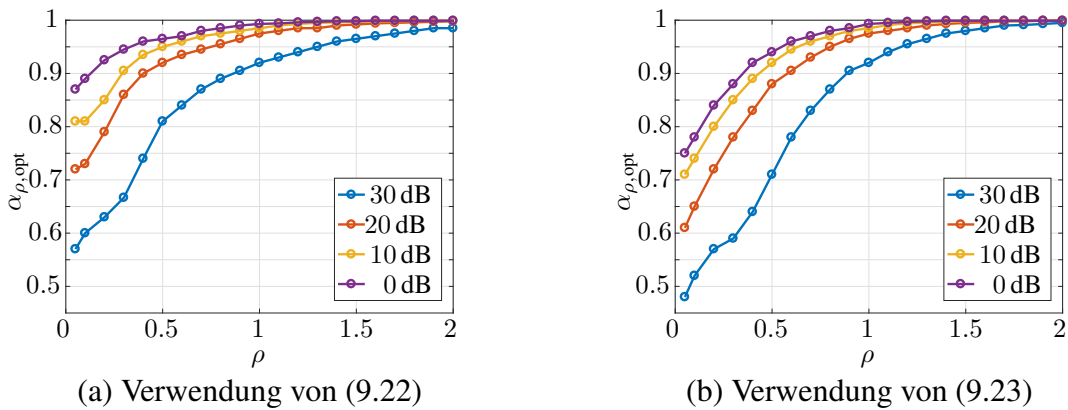 1
0.9
0.8
0.7
0.6
0.5
α_{ρ,opt}
30 dB
20 dB
10 dB
0 dB
0 0.5 1 1.5 2
ρ
(a) Verwendung von (9.22)
1
0.9
0.8
0.7
0.6
0.5
α_{ρ,opt}
30 dB
20 dB
10 dB
0 dB
0 0.5 1 1.5 2
ρ
(b) Verwendung von (9.23)